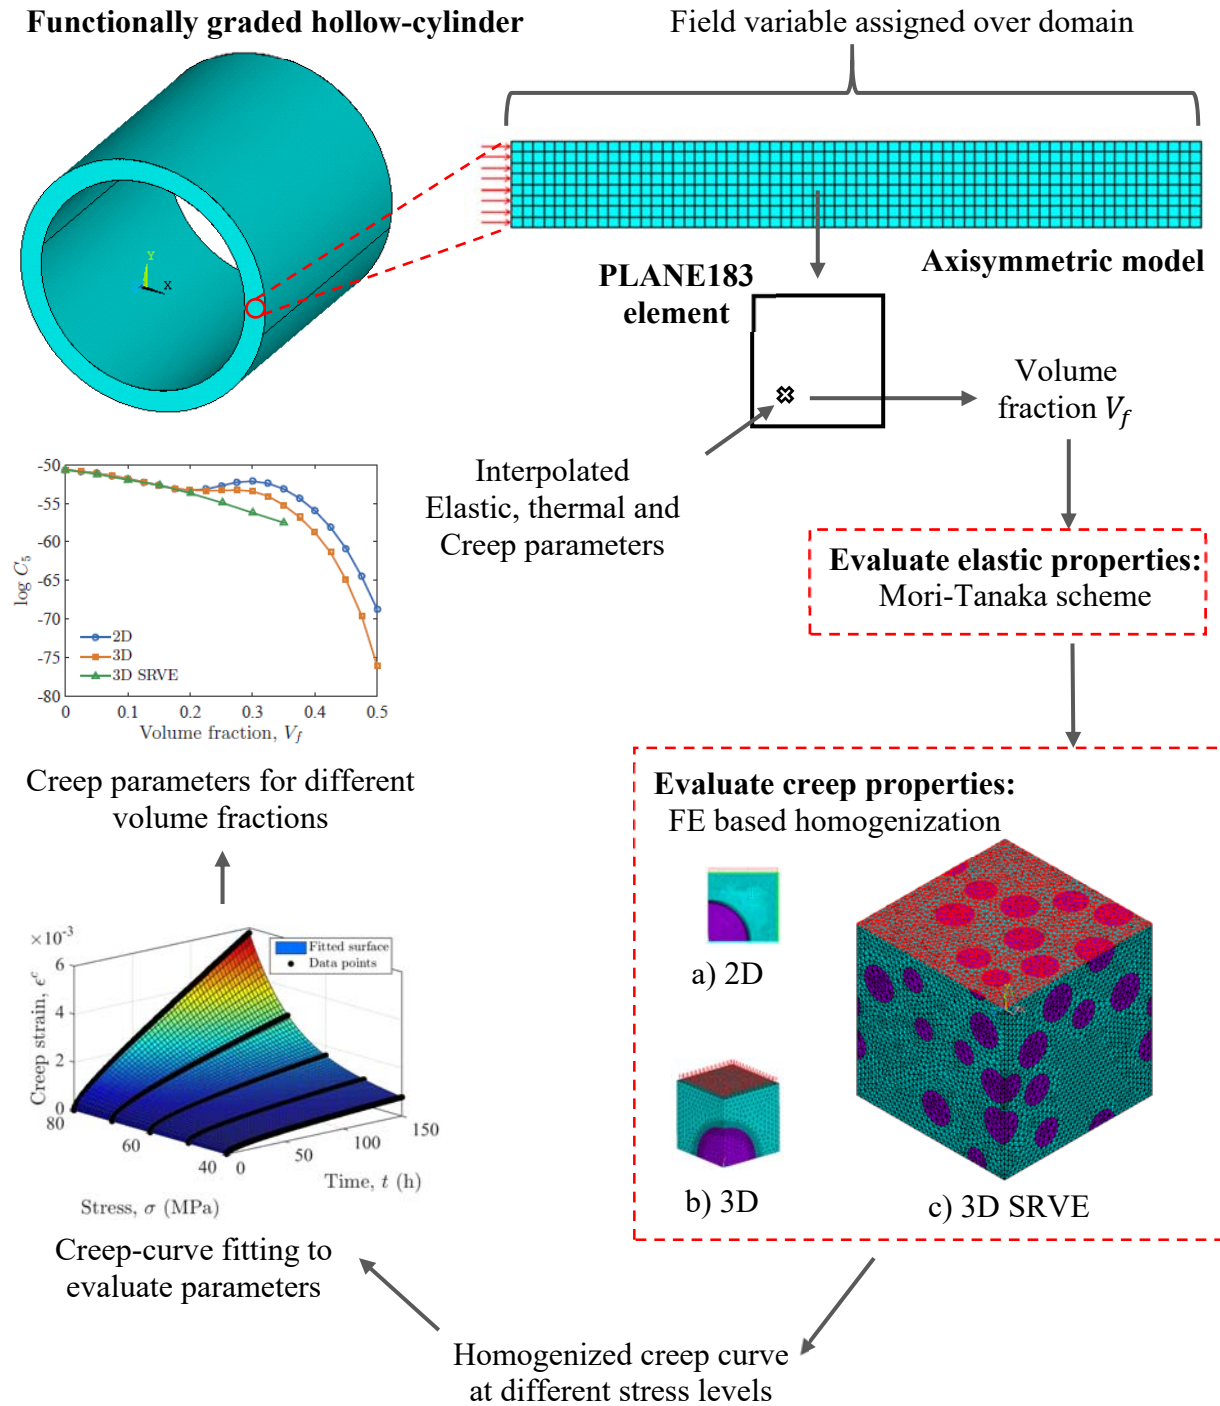 Functionally graded hollow-cylinder
Field variable assigned over domain
Y
X
Axisymmetric model
PLANE183
element
Volume
fraction V_f
Interpolated
Elastic, thermal and
Creep parameters
Evaluate elastic properties:
Mori-Tanaka scheme
-50
-55
-60
-65
-70
-75
-80
log C_5
2D
3D
3D SRVE
0 0.1 0.2 0.3 0.4 0.5
Volume fraction, V_f
Creep parameters for different
volume fractions
Evaluate creep properties:
FE based homogenization
a) 2D
b) 3D
c) 3D SRVE
×10⁻³
6
4
2
0
Creep strain, ϵᶜ
Fitted surface
Data points
80
60
40
0
50
100
150
Time, t (h)
Stress, σ (MPa)
Creep-curve fitting to
evaluate parameters
Homogenized creep curve
at different stress levels